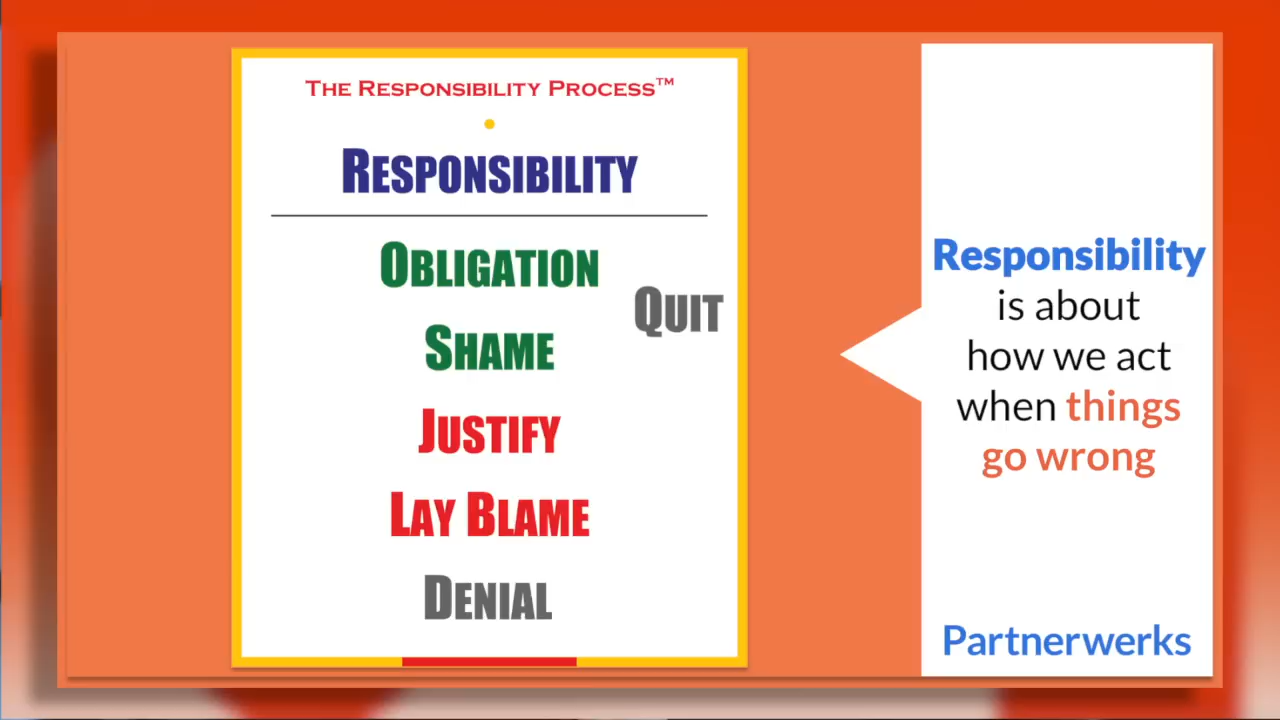 THE RESPONSIBILITY PROCESS™
RESPONSIBILITY
OBLIGATION
QUIT
SHAME
JUSTIFY
LAY BLAME
DENIAL
Responsibility
is about
how we act
when things
go wrong
Partnerwerks